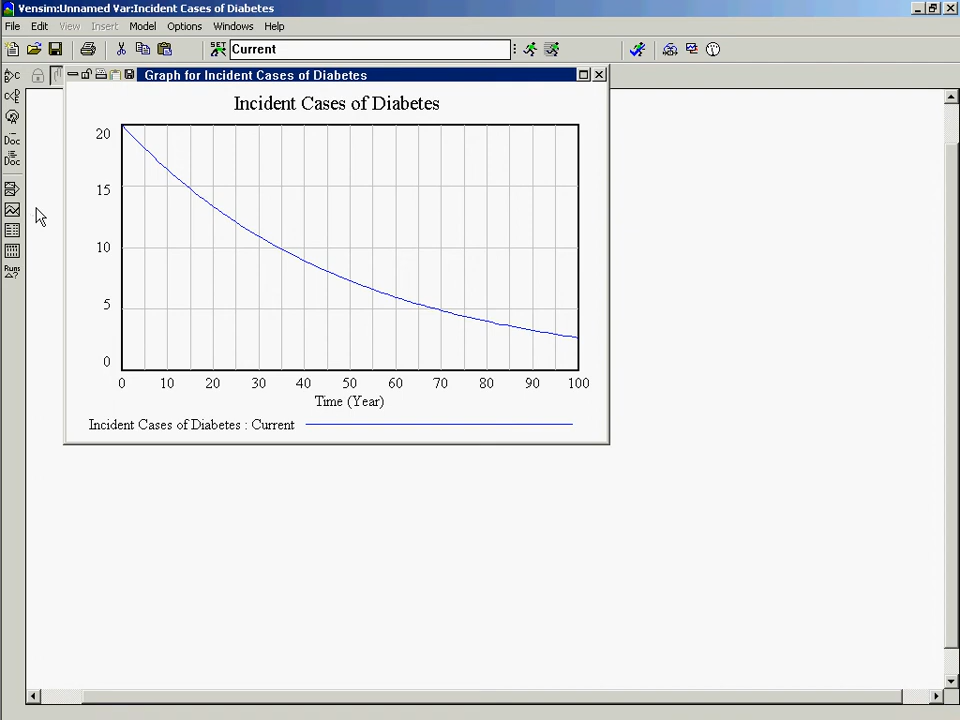 Vensim:Unnamed Var:Incident Cases of Diabetes
File Edit View Insert Model Options Windows Help
SET Current
Graph for Incident Cases of Diabetes
Incident Cases of Diabetes
20
15
10
5
0
0 10 20 30 40 50 60 70 80 90 100
Time (Year)
Incident Cases of Diabetes : Current
Doc
Doc
Runs